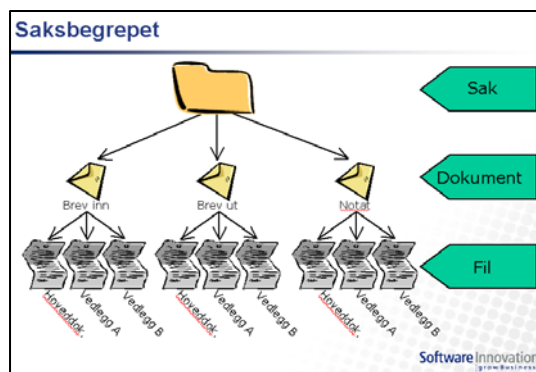 Saksbegrepet
Sak
Dokument
Brev inn
Brev ut
Notat
Fil
Hoveddok.
Vedlegg A
Vedlegg B
Hoveddok.
Vedlegg A
Vedlegg B
Hoveddok.
Vedlegg A
Vedlegg B
Software Innovation
growBusiness